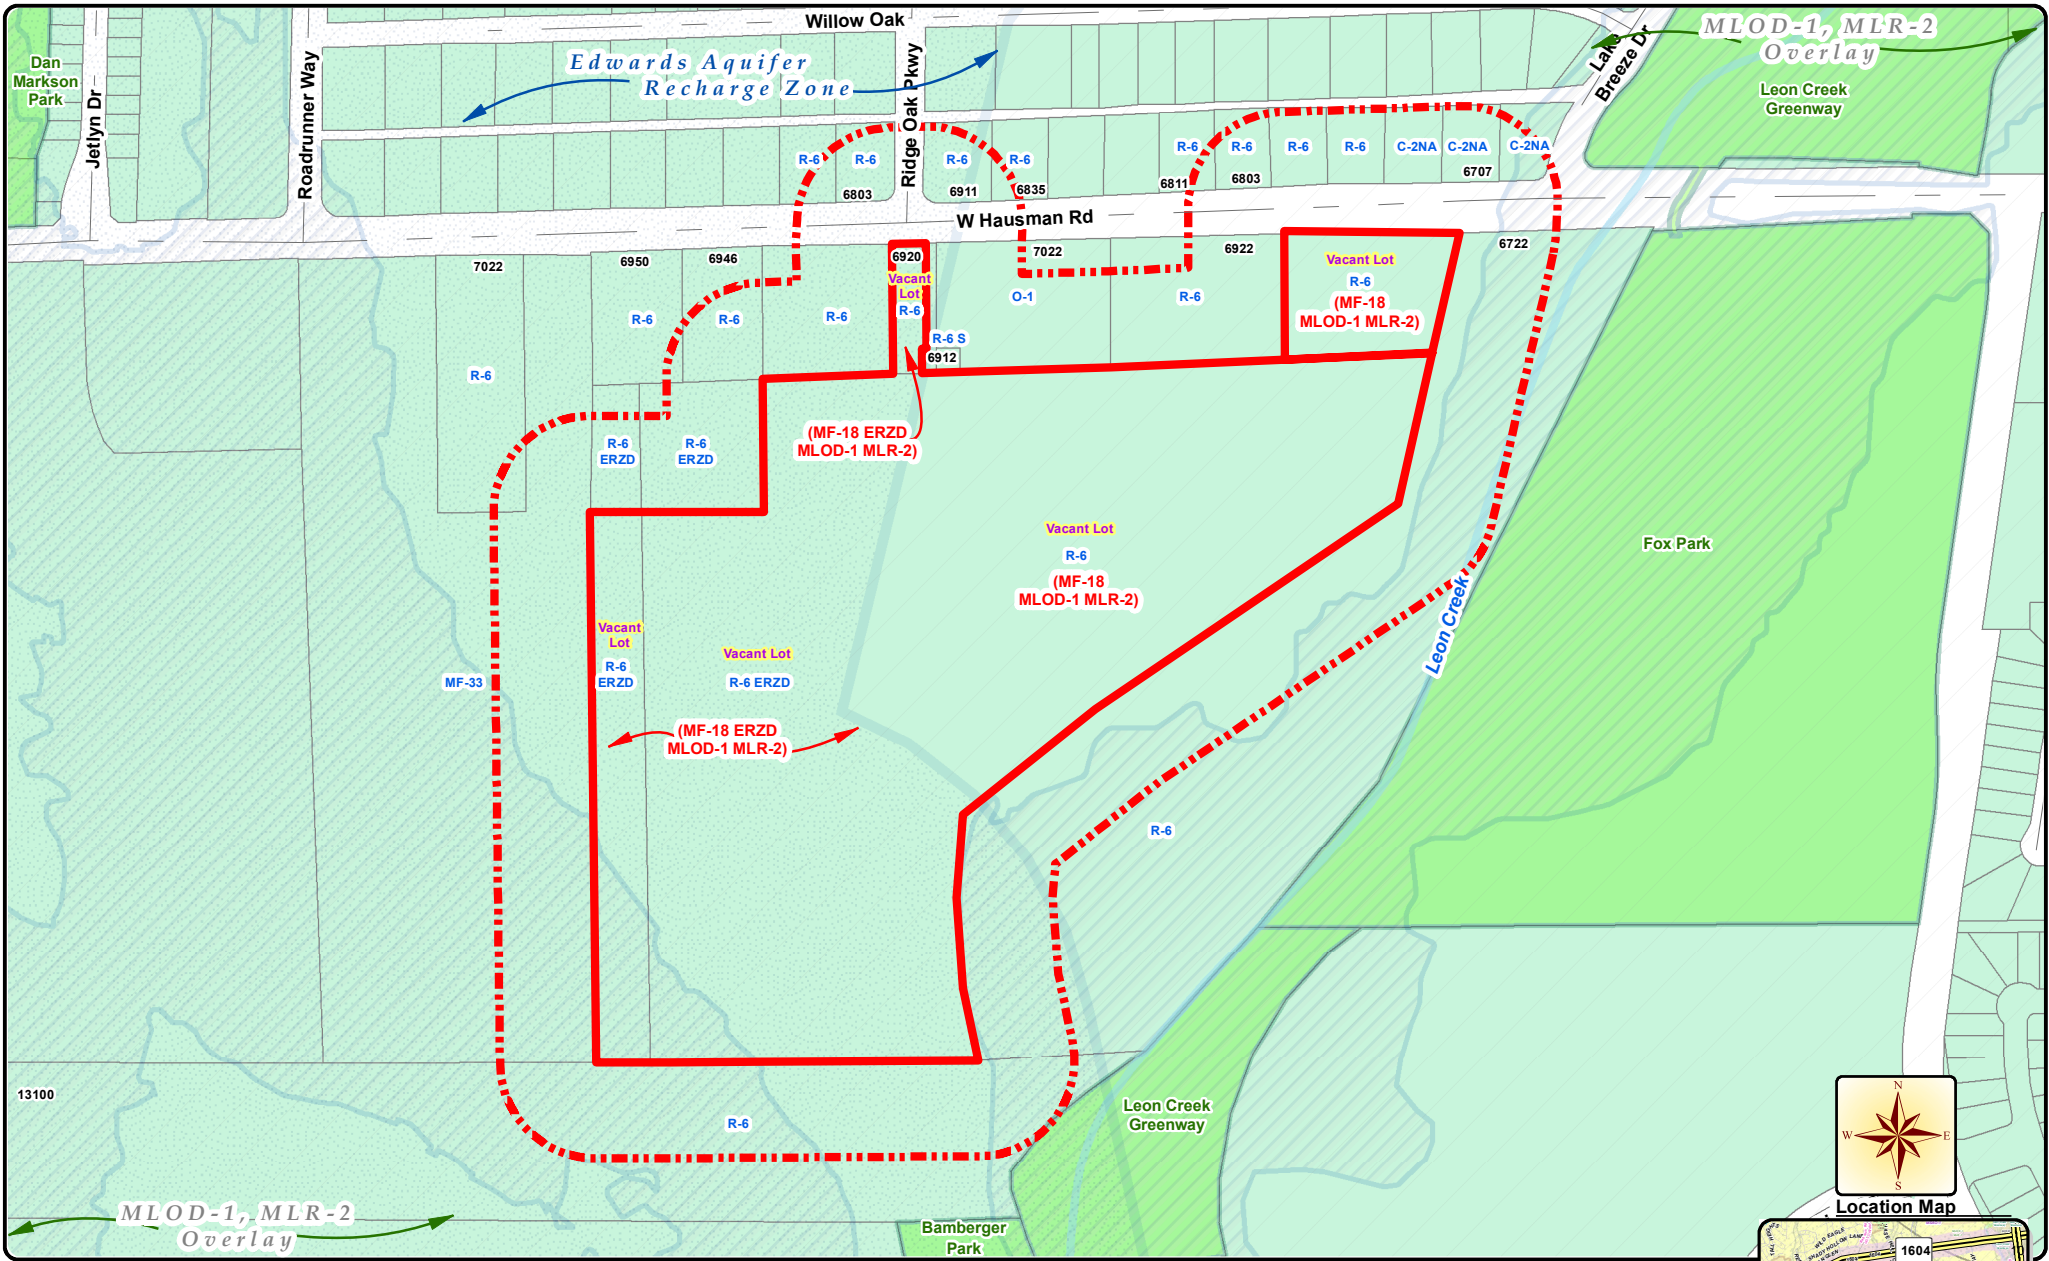 Willow Oak
MLOD-1, MLR-2
Overlay
Dan
Markson
Park
Jetlyn Dr
Roadrunner Way
Edwards Aquifer
Recharge Zone
Ridge Oak Pkwy
Lake
Breeze Dr
Leon Creek
Greenway
R-6
R-6
R-6
R-6
R-6
R-6
R-6
R-6
C-2NA
C-2NA
C-2NA
6803
6911
6835
6811
6803
6707
W Hausman Rd
7022
6950
6946
6920
7022
6922
6722
Vacant
Lot
R-6
Vacant Lot
R-6
(MF-18
MLOD-1 MLR-2)
O-1
R-6
R-6
R-6
R-6
R-6 S
6912
R-6
R-6
ERZD
R-6
ERZD
(MF-18 ERZD
MLOD-1 MLR-2)
Vacant Lot
R-6
(MF-18
MLOD-1 MLR-2)
Fox Park
Leon Creek
Vacant
Lot
R-6
ERZD
Vacant Lot
R-6 ERZD
MF-33
(MF-18 ERZD
MLOD-1 MLR-2)
R-6
13100
R-6
Leon Creek
Greenway
N
W
E
S
Location Map
MLOD-1, MLR-2
Overlay
Bamberger
Park
WILD EAGLE
SHADY HOLLOW LANE
1604